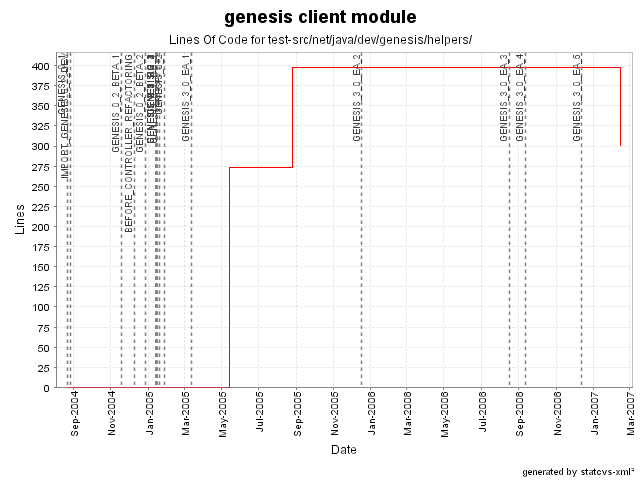 genesis client module
Lines Of Code for test-src/net/java/dev/genesis/helpers/
Lines
400
375
350
325
300
275
250
225
200
175
150
125
100
75
50
25
0
GENESIS_0_2_BETA_1
BEFORE_CONTROLLER_REFACTORING
GENESIS_0_2_BETA_2
GENESIS_3_0_EA_1
GENESIS_3_0_EA_2
GENESIS_3_0_EA_3
GENESIS_3_0_EA_4
GENESIS_3_0_EA_5
Sep-2004
Nov-2004
Jan-2005
Mar-2005
May-2005
Jul-2005
Sep-2005
Nov-2005
Jan-2006
Mar-2006
May-2006
Jul-2006
Sep-2006
Nov-2006
Jan-2007
Mar-2007
Date
generated by statcvs-xml²